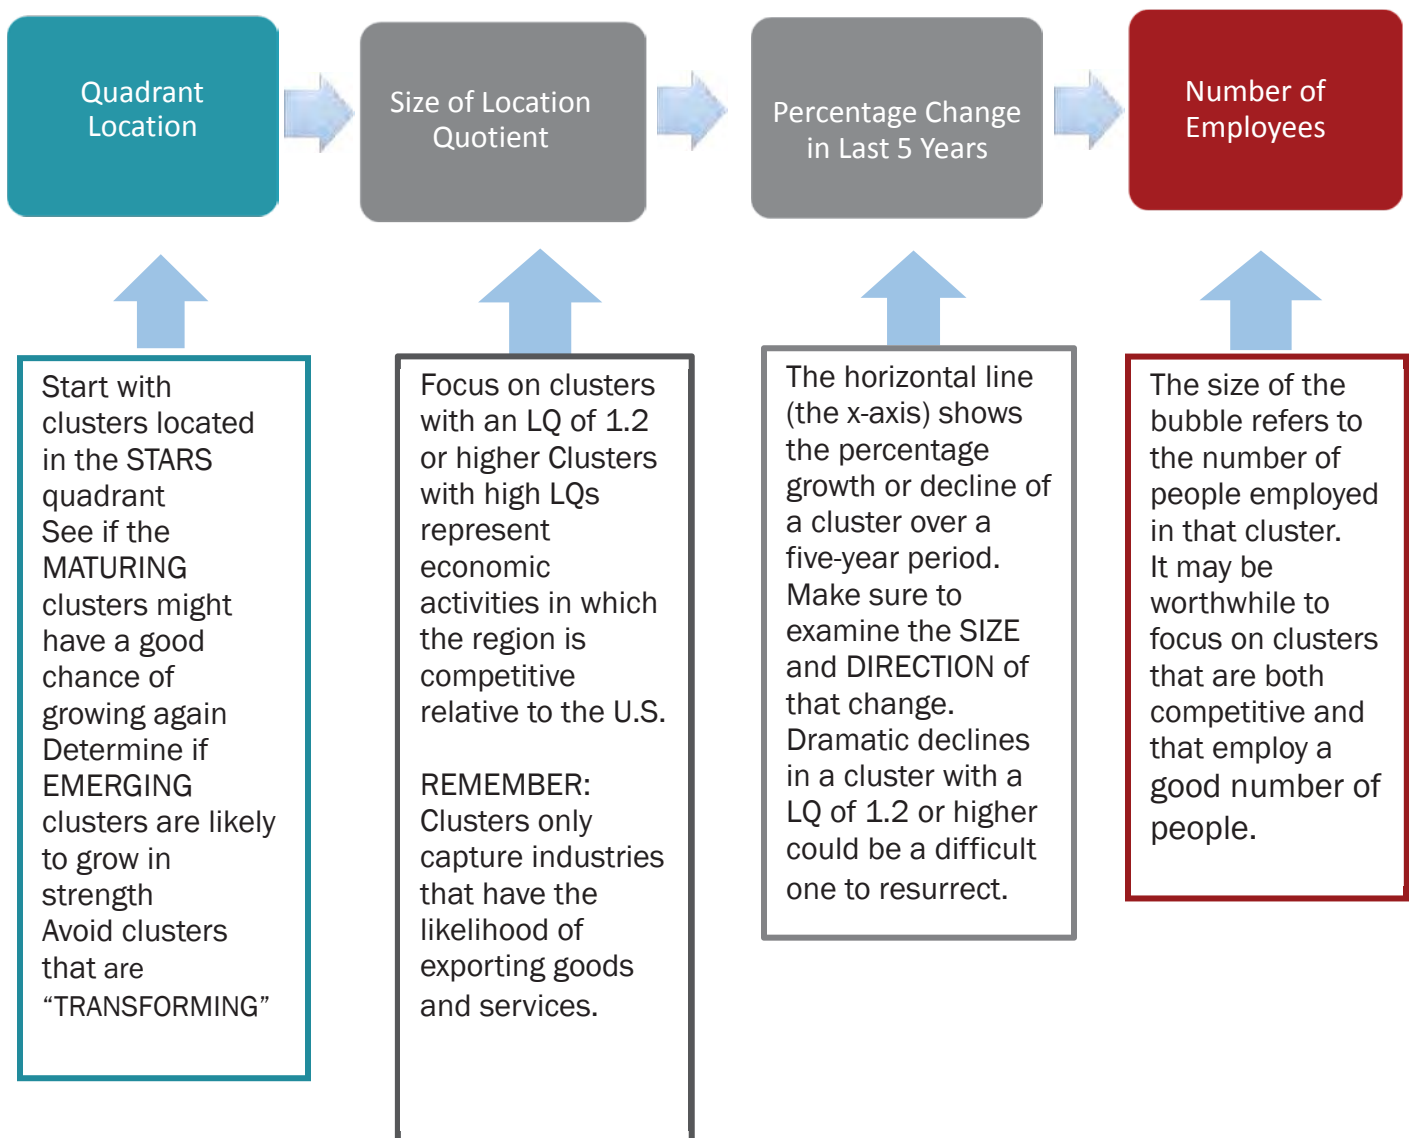 Quadrant
Location
Size of Location
Quotient
Percentage Change
in Last 5 Years
Number of
Employees
Start with
clusters located
in the STARS
quadrant
See if the
MATURING
clusters might
have a good
chance of
growing again
Determine if
EMERGING
clusters are likely
to grow in
strength
Avoid clusters
that are
“TRANSFORMING”
Focus on clusters
with an LQ of 1.2
or higher Clusters
with high LQs
represent
economic
activities in which
the region is
competitive
relative to the U.S.
REMEMBER:
Clusters only
capture industries
that have the
likelihood of
exporting goods
and services.
The horizontal line
(the x-axis) shows
the percentage
growth or decline of
a cluster over a
five-year period.
Make sure to
examine the SIZE
and DIRECTION of
that change.
Dramatic declines
in a cluster with a
LQ of 1.2 or higher
could be a difficult
one to resurrect.
The size of the
bubble refers to
the number of
people employed
in that cluster.
It may be
worthwhile to
focus on clusters
that are both
competitive and
that employ a
good number of
people.